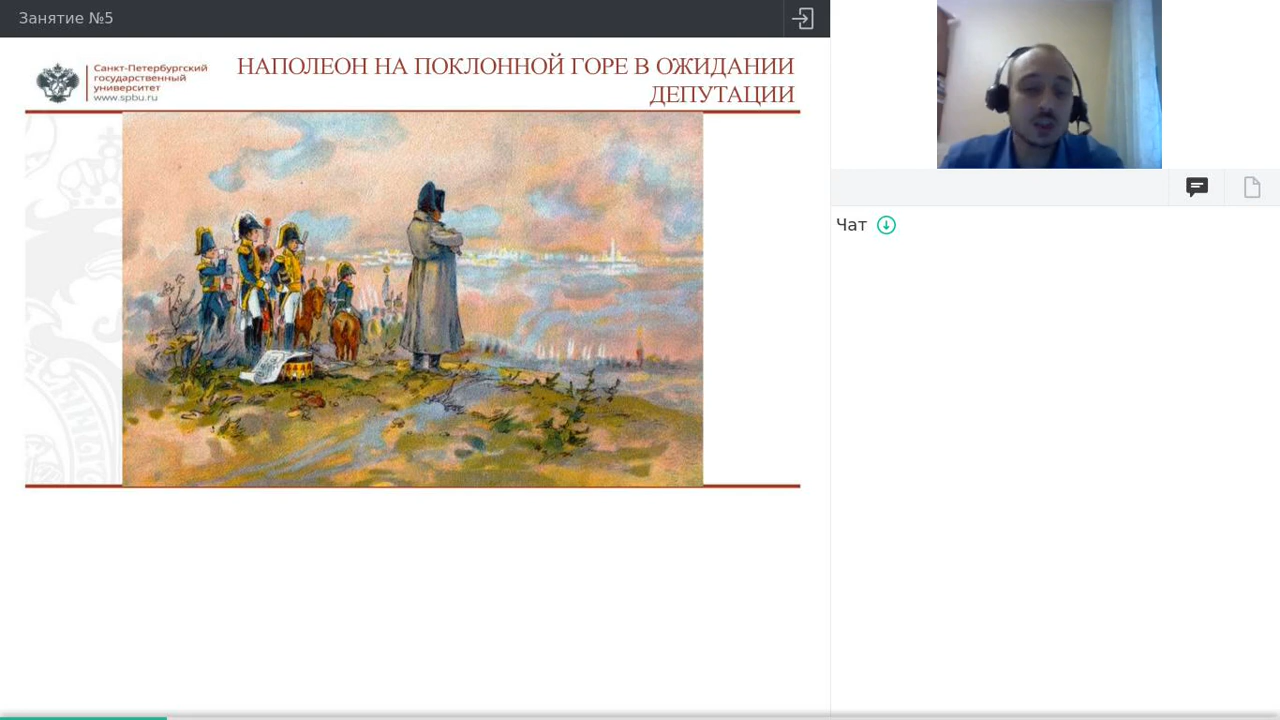 Занятие №5
Санкт-Петербургский
государственный
университет
www.spbu.ru
НАПОЛЕОН НА ПОКЛОННОЙ ГОРЕ В ОЖИДАНИИ
ДЕПУТАЦИИ
Чат